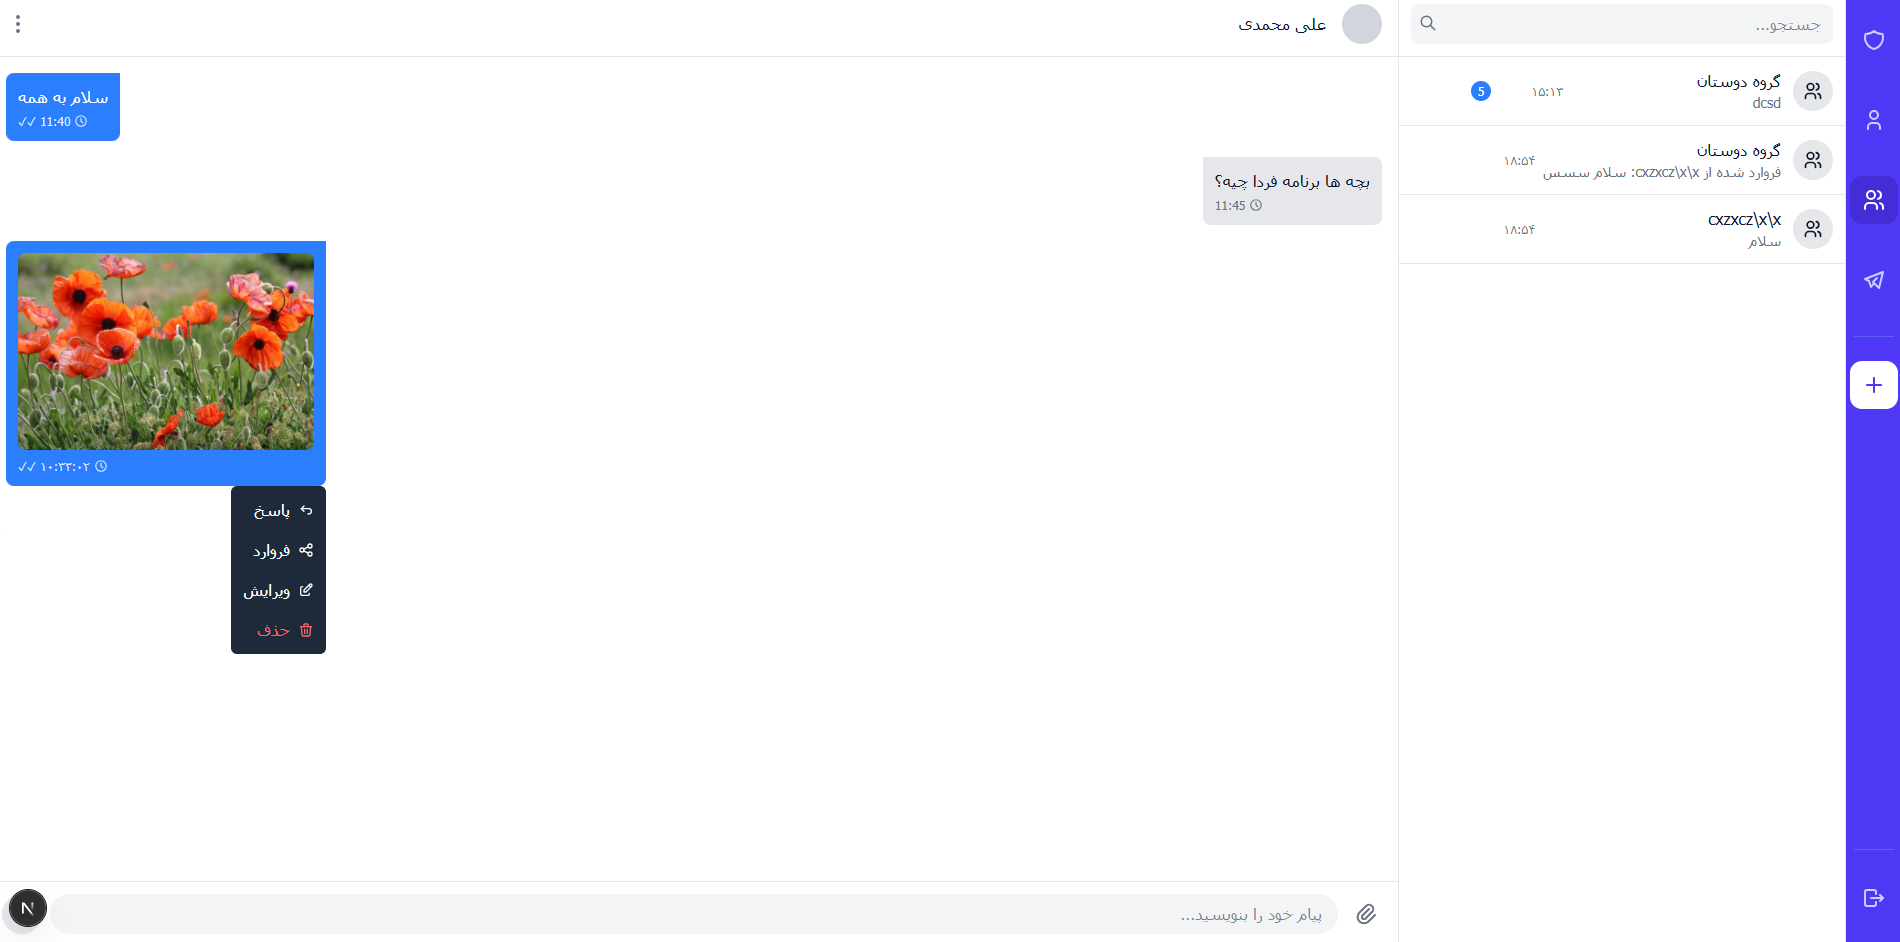 جستجو...
گروه دوستان
۱۵:۱۳
5
dcsd
گروه دوستان
۱۸:۵۴
فروارد شده از cxzxcz\x\x: سلام سسس
cxzxcz\x\x
۱۸:۵۴
سلام
علی محمدی
سلام به همه
11:40
بچه ها برنامه فردا چیه؟
11:45
۱۰:۳۳:۰۲
پاسخ
فروارد
ویرایش
حذف
پیام خود را بنویسید...
N